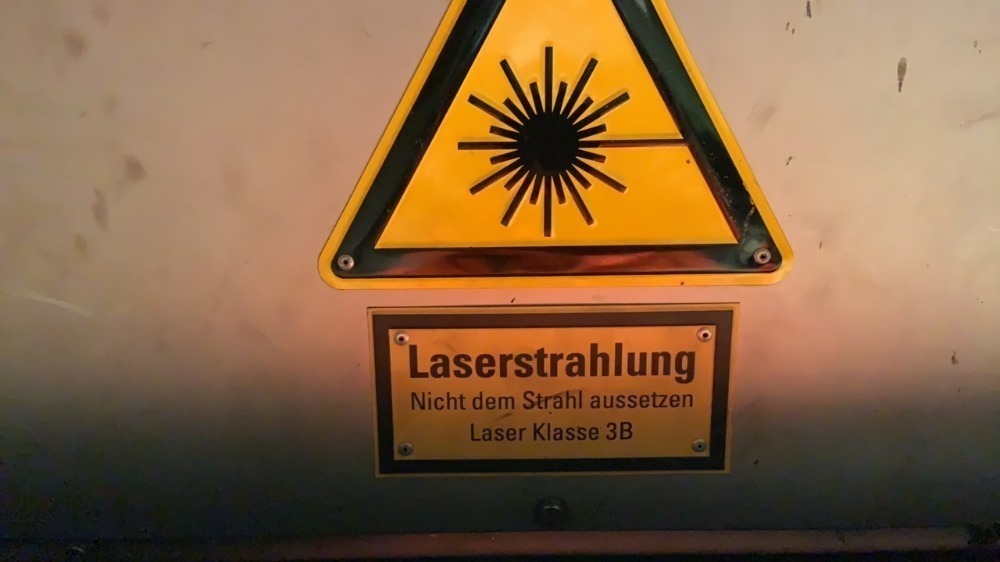 Laserstrahlung
Nicht dem Strahl aussetzen
Laser Klasse 3B